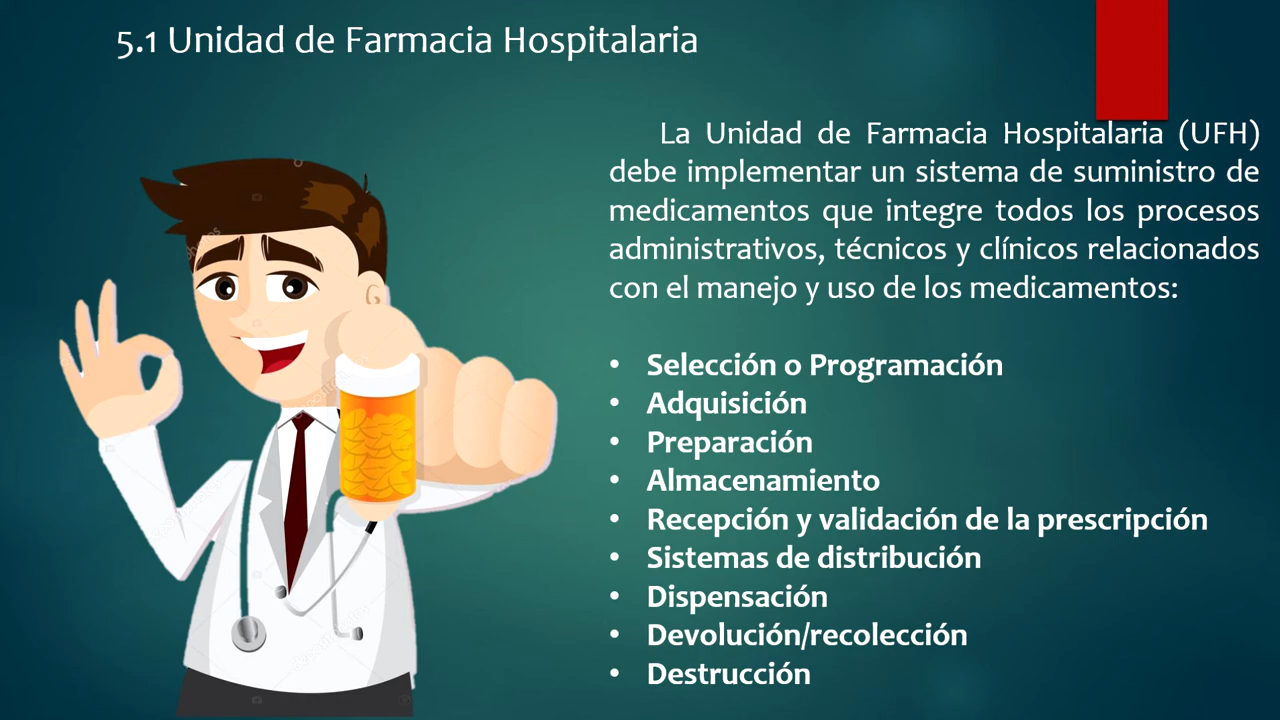 5.1 Unidad de Farmacia Hospitalaria
La Unidad de Farmacia Hospitalaria (UFH)
debe implementar un sistema de suministro de
medicamentos que integre todos los procesos
administrativos, técnicos y clínicos relacionados
con el manejo y uso de los medicamentos:
• Selección o Programación
• Adquisición
• Preparación
• Almacenamiento
• Recepción y validación de la prescripción
• Sistemas de distribución
• Dispensación
• Devolución/recolección
• Destrucción